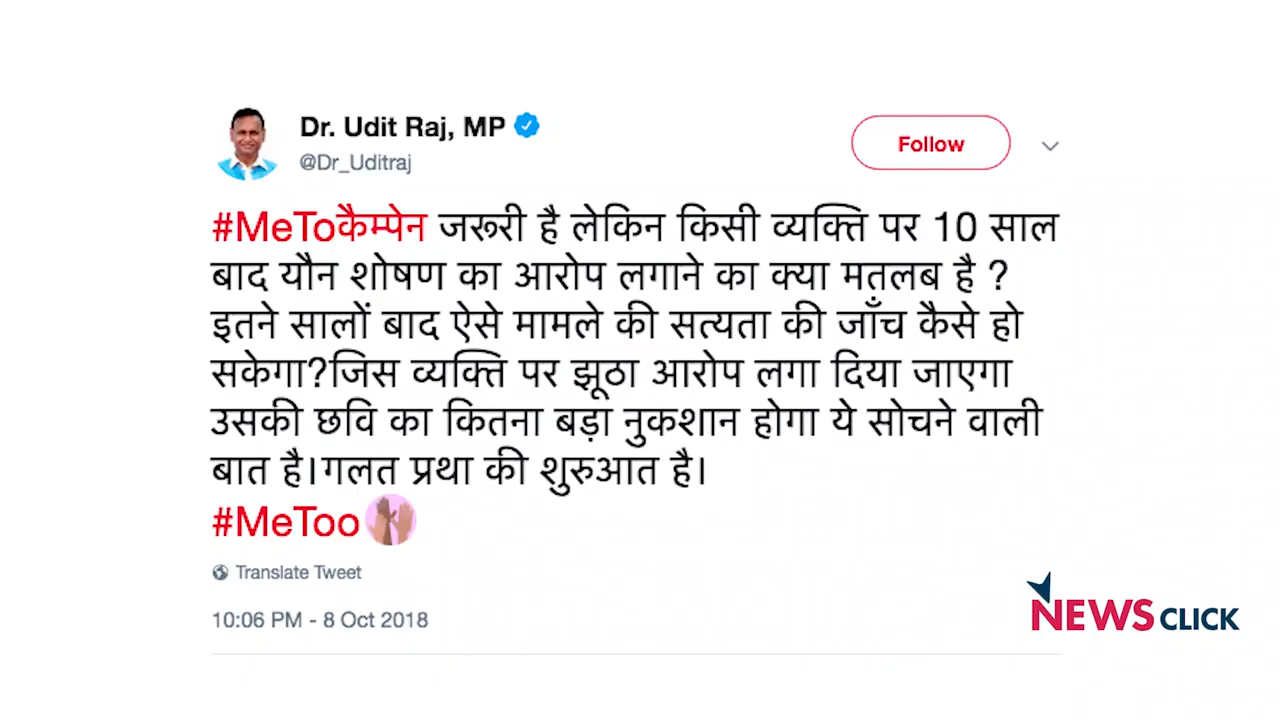 Dr. Udit Raj, MP
@Dr_Uditraj
Follow
#MeToकैम्पेन जरूरी है लेकिन किसी व्यक्ति पर 10 साल
बाद यौन शोषण का आरोप लगाने का क्या मतलब है ?
इतने सालों बाद ऐसे मामले की सत्यता की जाँच कैसे हो
सकेगा?जिस व्यक्ति पर झूठा आरोप लगा दिया जाएगा
उसकी छवि का कितना बड़ा नुकशान होगा ये सोचने वाली
बात है।गलत प्रथा की शुरुआत है।
#MeToo
Translate Tweet
10:06 PM - 8 Oct 2018
NEWSCLICK